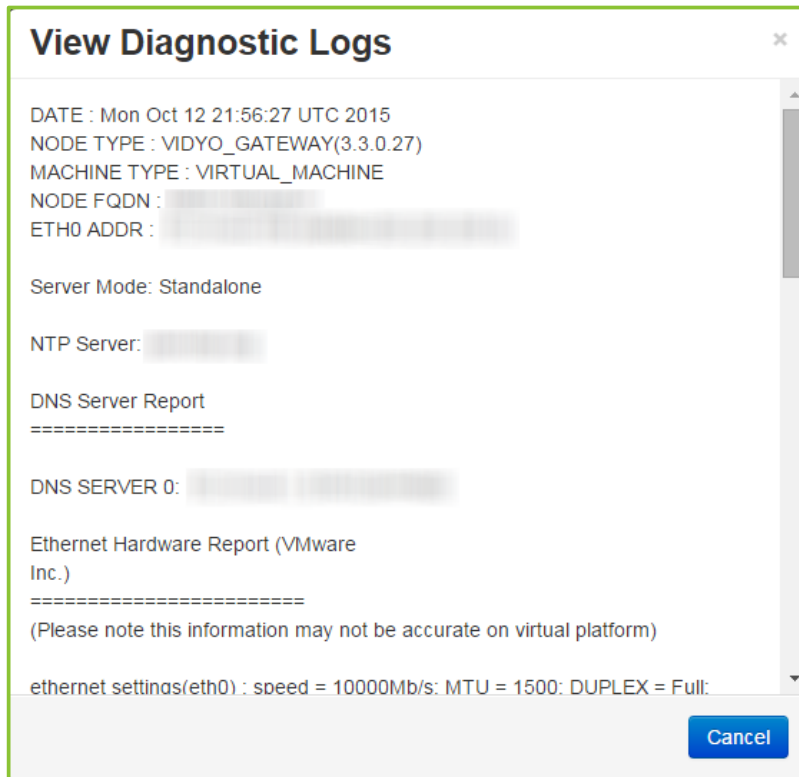 View Diagnostic Logs
×
DATE : Mon Oct 12 21:56:27 UTC 2015
NODE TYPE : VIDYO_GATEWAY(3.3.0.27)
MACHINE TYPE : VIRTUAL_MACHINE
NODE FQDN :
ETH0 ADDR :
Server Mode: Standalone
NTP Server:
DNS Server Report
=================
DNS SERVER 0:
Ethernet Hardware Report (VMware
Inc.)
========================
(Please note this information may not be accurate on virtual platform)
ethernet settings(eth0) : speed = 10000Mb/s; MTU = 1500; DUPLEX = Full;
Cancel